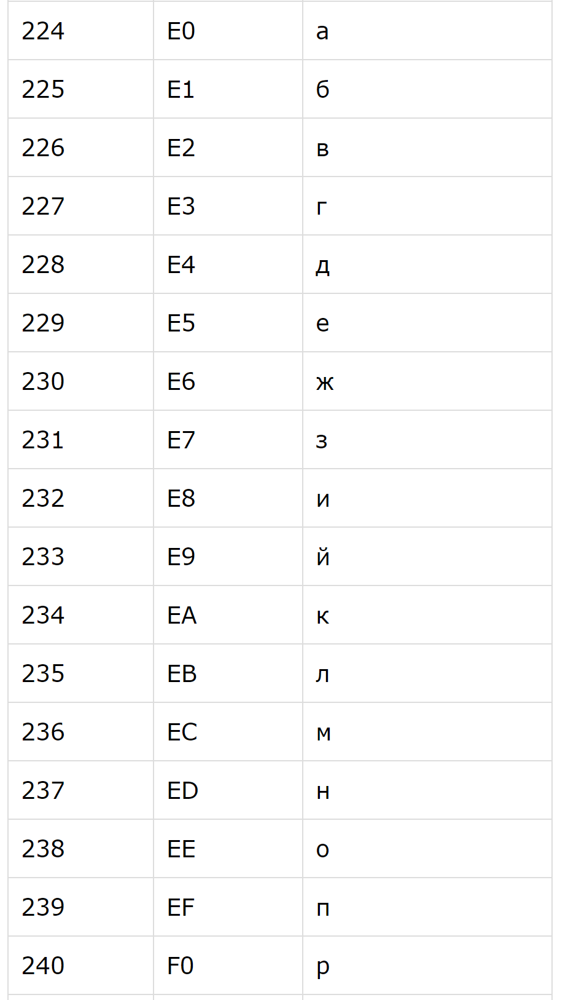 224 E0 а
225 E1 б
226 E2 в
227 E3 г
228 E4 д
229 E5 е
230 E6 ж
231 E7 з
232 E8 и
233 E9 й
234 EA к
235 EB л
236 EC м
237 ED н
238 EE о
239 EF п
240 F0 р